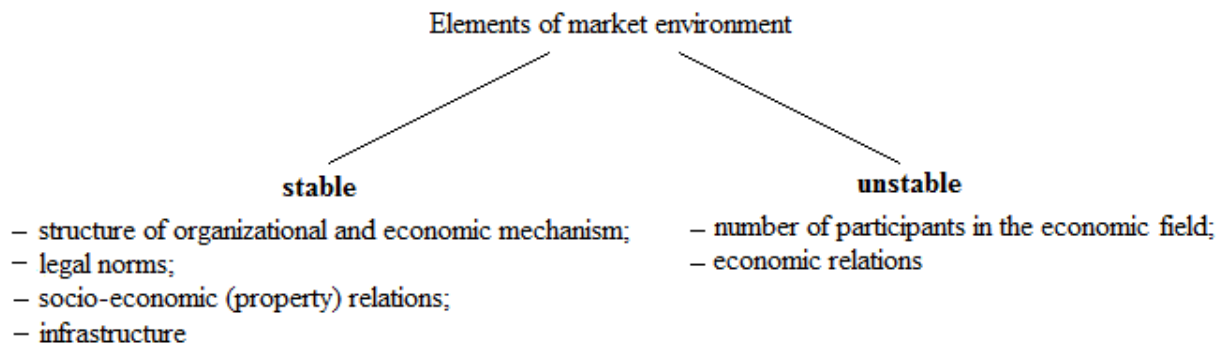 Elements of market environment
stable
– structure of organizational and economic mechanism;
– legal norms;
– socio-economic (property) relations;
– infrastructure
unstable
– number of participants in the economic field;
– economic relations